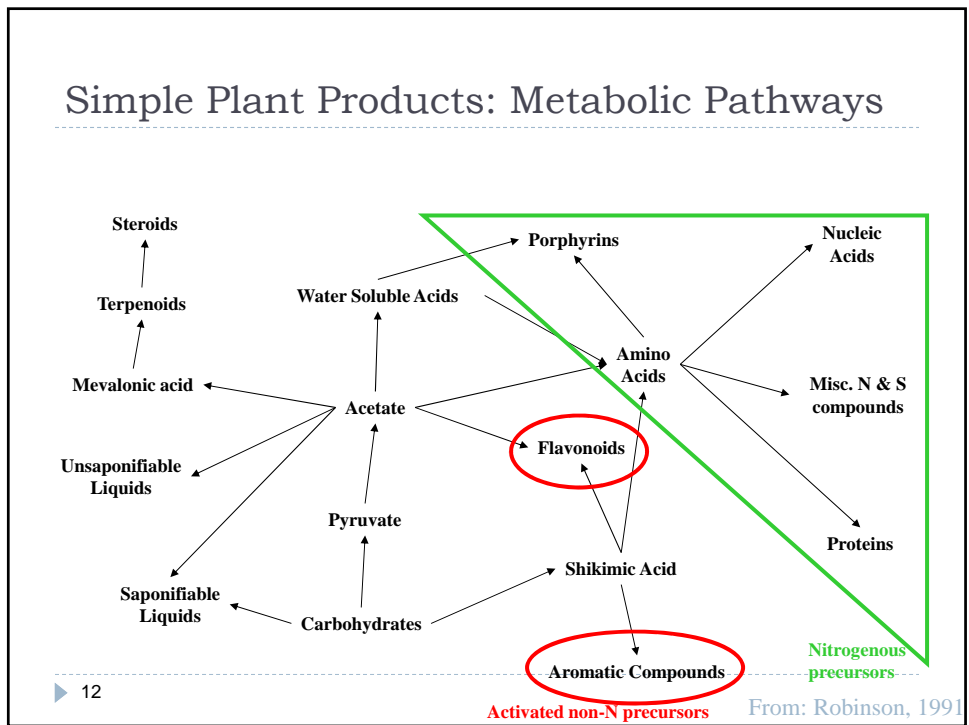 Simple Plant Products: Metabolic Pathways
Steroids
Porphyrins
Nucleic
Acids
Terpenoids
Water Soluble Acids
Amino
Acids
Mevalonic acid
Misc. N & S
compounds
Acetate
Flavonoids
Unsaponifiable
Liquids
Pyruvate
Proteins
Shikimic Acid
Saponifiable
Liquids
Carbohydrates
Nitrogenous
precursors
Aromatic Compounds
12
Activated non-N precursors
From: Robinson, 1991